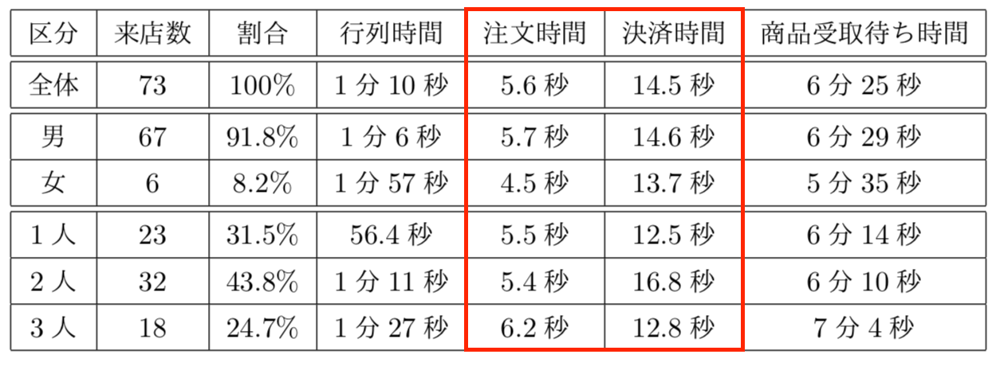 区分 来店数 割合 行列時間 注文時間 決済時間 商品受取待ち時間
全体 73 100% 1 分 10 秒 5.6 秒 14.5 秒 6 分 25 秒
男 67 91.8% 1 分 6 秒 5.7 秒 14.6 秒 6 分 29 秒
女 6 8.2% 1 分 57 秒 4.5 秒 13.7 秒 5 分 35 秒
1 人 23 31.5% 56.4 秒 5.5 秒 12.5 秒 6 分 14 秒
2 人 32 43.8% 1 分 11 秒 5.4 秒 16.8 秒 6 分 10 秒
3 人 18 24.7% 1 分 27 秒 6.2 秒 12.8 秒 7 分 4 秒